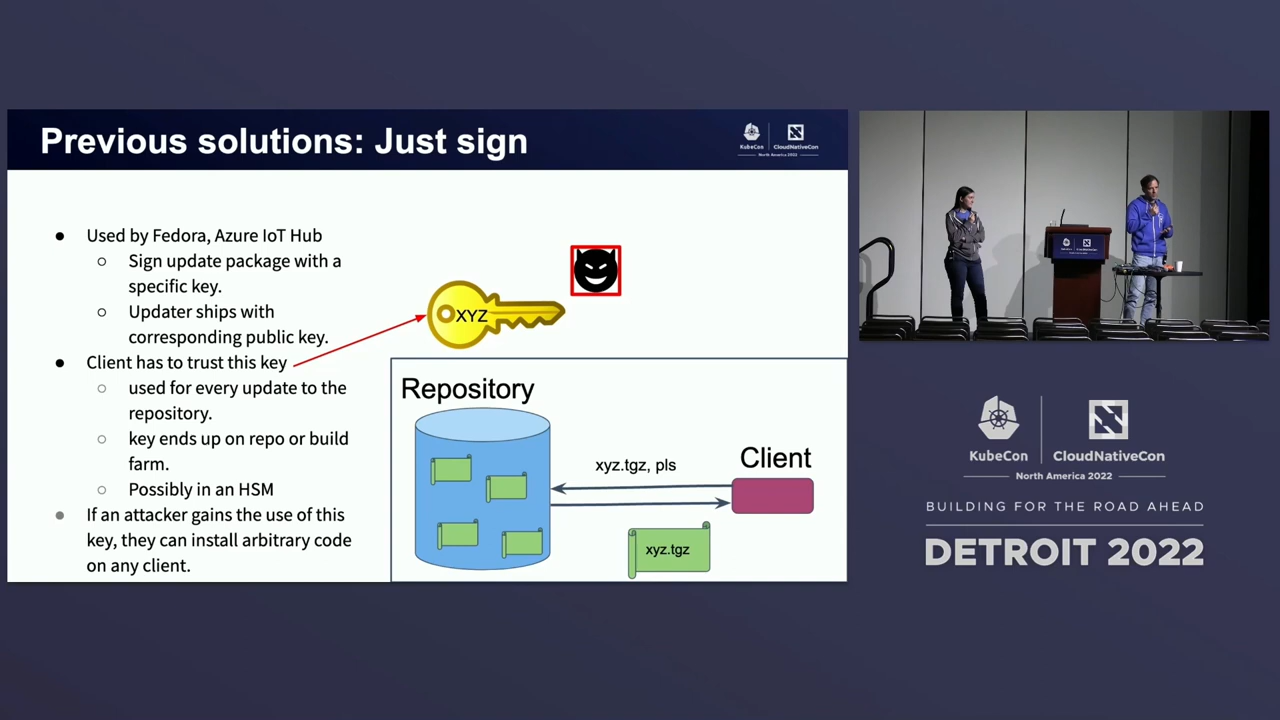 Previous solutions: Just sign
KubeCon
CloudNativeCon
North America 2022
● Used by Fedora, Azure IoT Hub
○ Sign update package with a
specific key.
○ Updater ships with
corresponding public key.
● Client has to trust this key
○ used for every update to the
repository.
○ key ends up on repo or build
farm.
○ Possibly in an HSM
● If an attacker gains the use of this
key, they can install arbitrary code
on any client.
XYZ
Repository
xyz.tgz, pls
Client
xyz.tgz
KubeCon
CloudNativeCon
North America 2022
BUILDING FOR THE ROAD AHEAD
DETROIT 2022